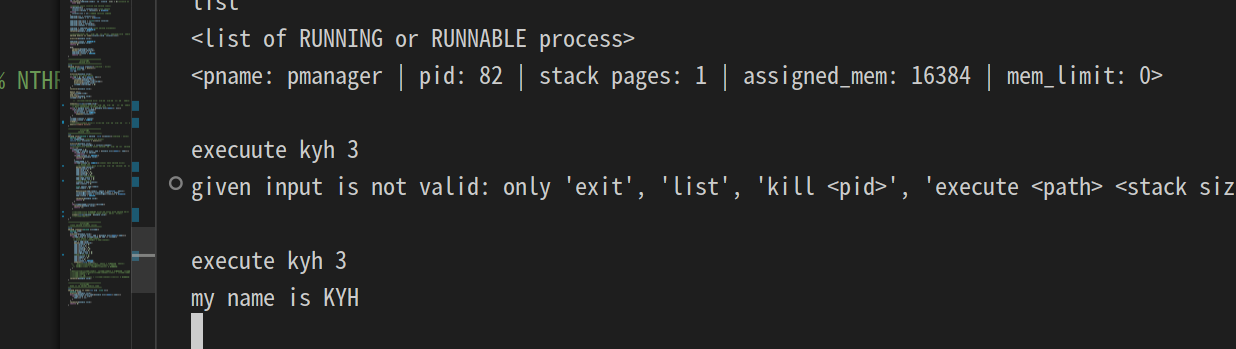 list
<list of RUNNING or RUNNABLE process>
% NTHR
<pname: pmanager | pid: 82 | stack pages: 1 | assigned_mem: 16384 | mem_limit: 0>
execuute kyh 3
given input is not valid: only 'exit', 'list', 'kill <pid>', 'execute <path> <stack siz
execute kyh 3
my name is KYH